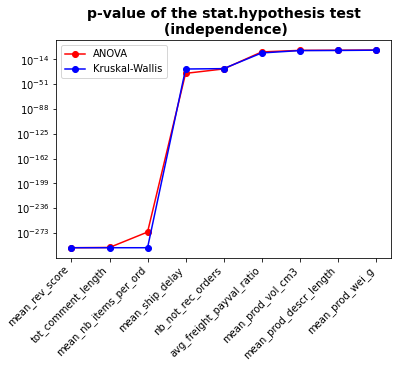 p-value of the stat.hypothesis test
(independence)
ANOVA
Kruskal-Wallis
10⁻¹⁴
10⁻⁵¹
10⁻⁸⁸
10⁻¹²⁵
10⁻¹⁶²
10⁻¹⁹⁹
10⁻²³⁶
10⁻²⁷³
mean_rev_score
tot_comment_length
mean_nb_items_per_ord
mean_ship_delay
nb_not_rec_orders
avg_freight_payval_ratio
mean_prod_vol_cm3
mean_prod_descr_length
mean_prod_wei_g